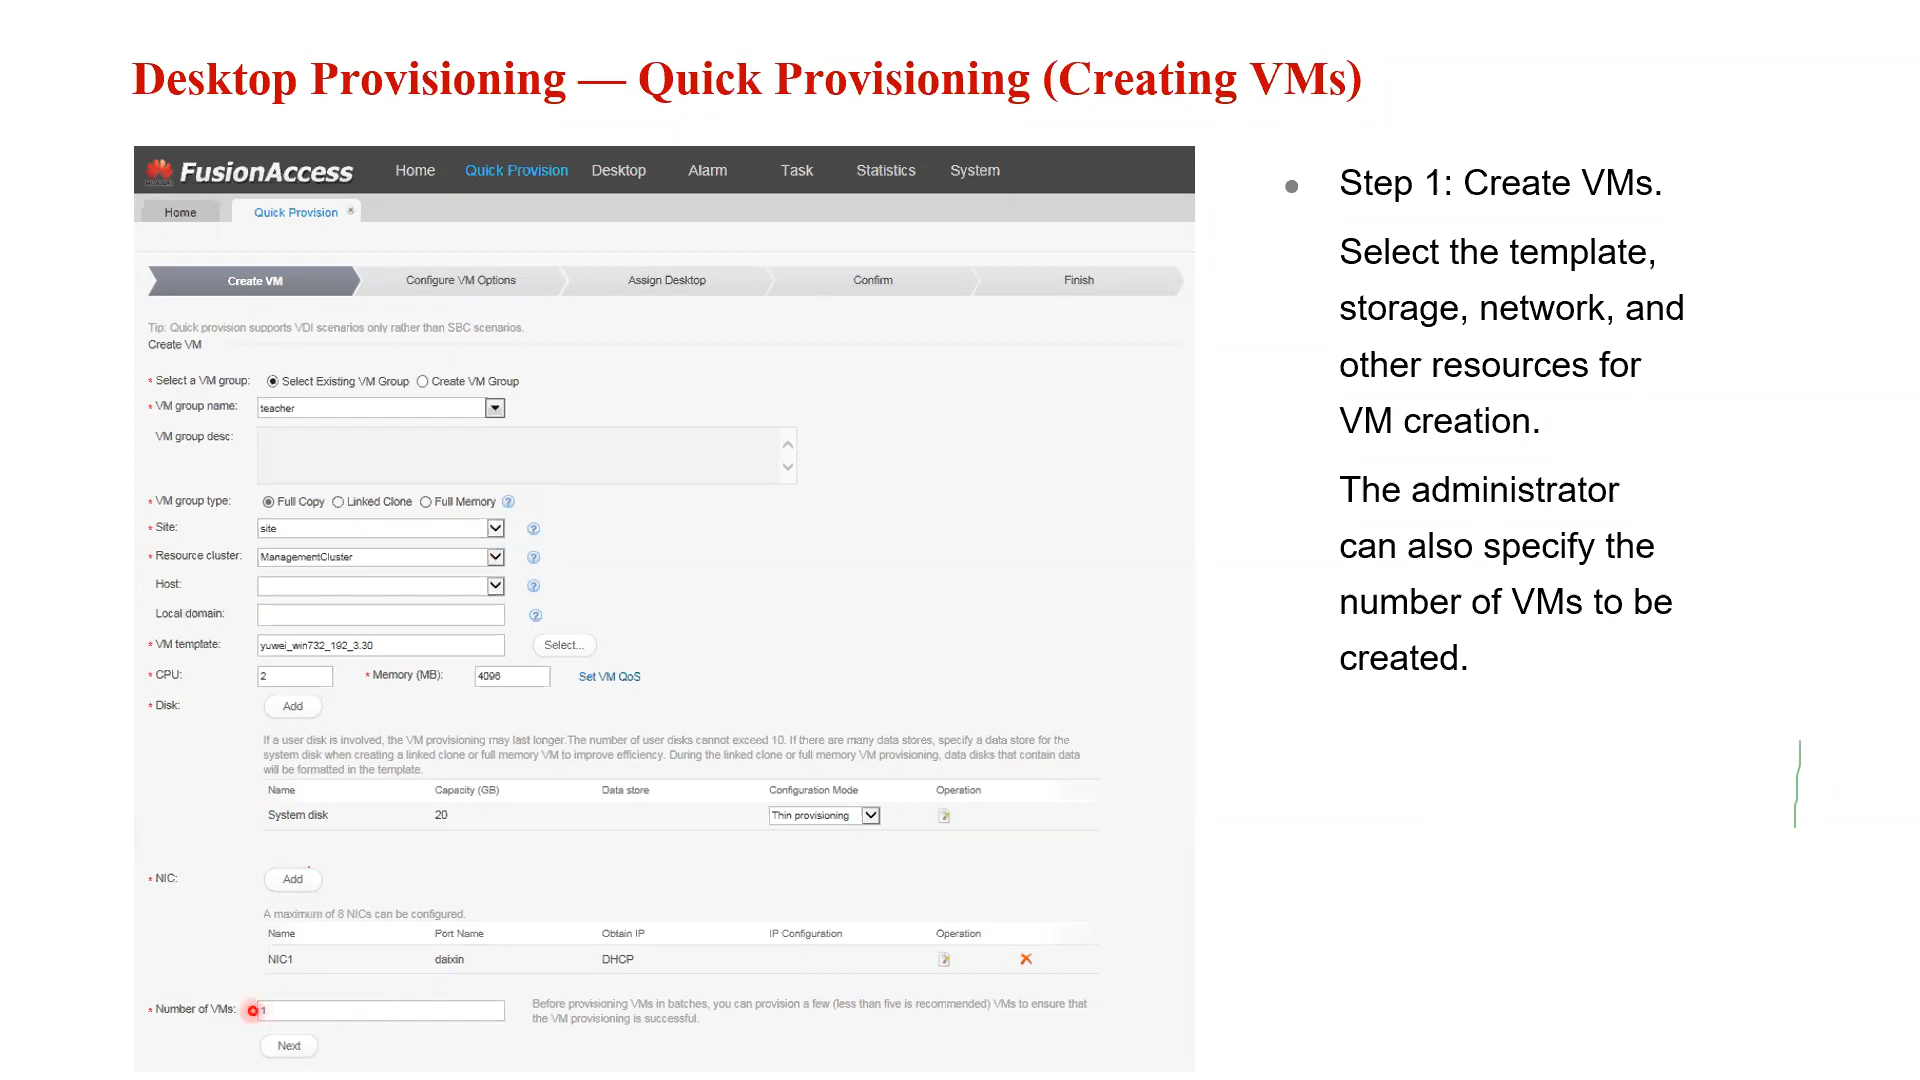 Desktop Provisioning — Quick Provisioning (Creating VMs)
HUAWEI FusionAccess Home Quick Provision Desktop Alarm Task Statistics System
Home Quick Provision
Create VM Configure VM Options Assign Desktop Confirm Finish
Tip: Quick provision supports VDI scenarios only rather than SBC scenarios.
Create VM
* Select a VM group: Select Existing VM Group Create VM Group
* VM group name: teacher
VM group desc:
* VM group type: Full Copy Linked Clone Full Memory
* Site: site
* Resource cluster: ManagementCluster
Host:
Local domain:
* VM template: yuwei_win732_192_3.30 Select...
* CPU: 2 * Memory (MB): 4096 Set VM QoS
* Disk: Add
If a user disk is involved, the VM provisioning may last longer.The number of user disks cannot exceed 10. If there are many data stores, specify a data store for the
system disk when creating a linked clone or full memory VM to improve efficiency. During the linked clone or full memory VM provisioning, data disks that contain data
will be formatted in the template.
Name Capacity (GB) Data store Configuration Mode Operation
System disk 20 Thin provisioning
* NIC: Add
A maximum of 8 NICs can be configured.
Name Port Name Obtain IP IP Configuration Operation
NIC1 daixin DHCP
* Number of VMs: 1 Before provisioning VMs in batches, you can provision a few (less than five is recommended) VMs to ensure that
the VM provisioning is successful.
Next
Step 1: Create VMs.
Select the template,
storage, network, and
other resources for
VM creation.
The administrator
can also specify the
number of VMs to be
created.